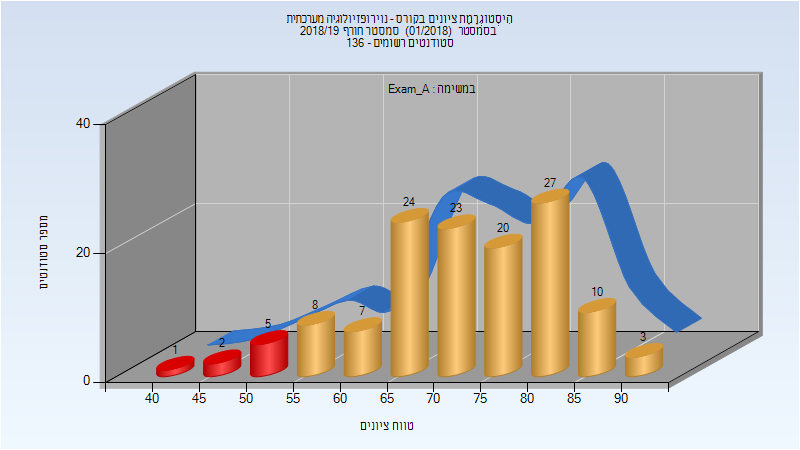 היסטוגרמת ציונים בקורס - נוירופזיולוגיה מערכתית
בסמסטר (01/2018) סמסטר חורף 2018/19
סטודנטים רשומים - 136
במשימה : Exam_A
מספר סטודנטים
40
20
0
1
2
5
8
7
24
23
20
27
10
3
40 45 50 55 60 65 70 75 80 85 90
טווח ציונים